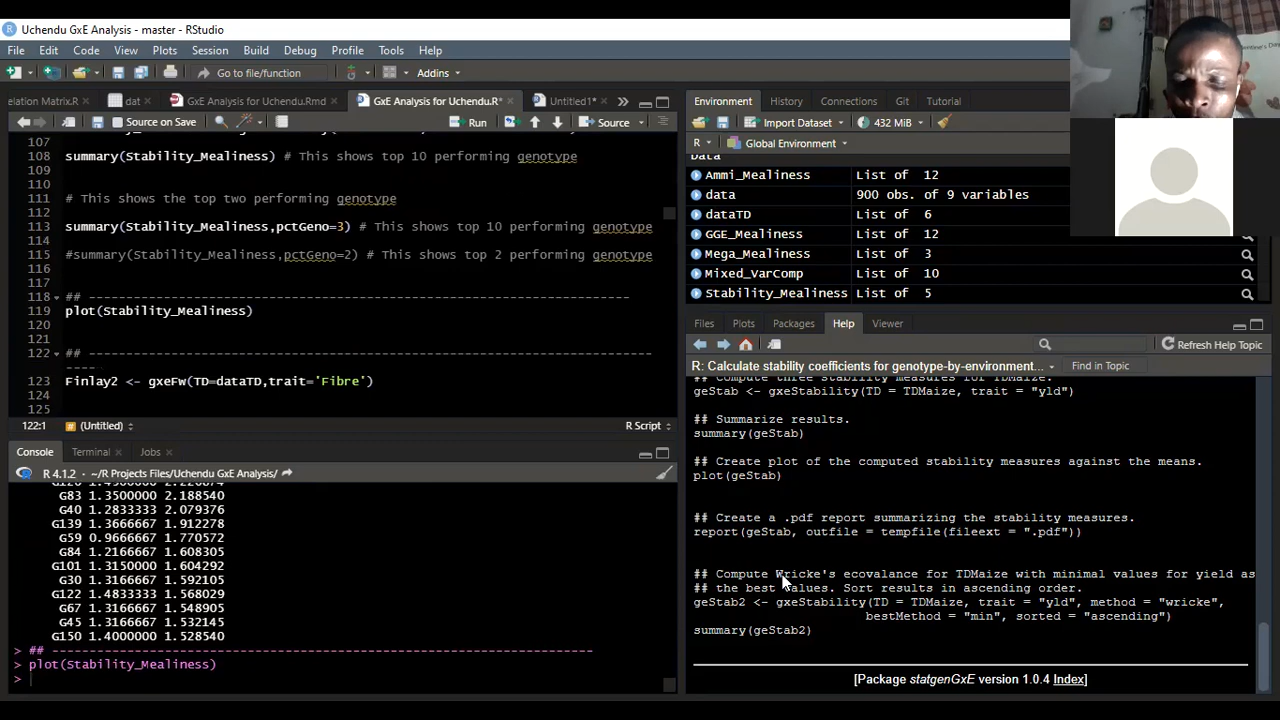 Uchendu GxE Analysis - master - RStudio
File Edit Code View Plots Session Build Debug Profile Tools Help
Go to file/function Addins
elation Matrix.R dat GxE Analysis for Uchendu.Rmd GxE Analysis for Uchendu.R* Untitled1*
Source on Save Run Source
107
108 summary(Stability_Mealiness) # This shows top 10 performing genotype
109
110
111 # This shows the top two performing genotype
112
113 summary(Stability_Mealiness,pctGeno=3) # This shows top 10 performing genotype
114
115 #summary(Stability_Mealiness,pctGeno=2) # This shows top 2 performing genotype
116
117
118 ## ------------------------------------------------------------------------
119 plot(Stability_Mealiness)
120
121
122 ## ---------------------------------------------------------------------------
----
123 Finlay2 <- gxeFw(TD=dataTD,trait='Fibre')
124
125
122:1 (Untitled) R Script
Console Terminal Jobs
R 4.1.2 · ~/R Projects Files/Uchendu GxE Analysis/
G83 1.3500000 2.188540
G40 1.2833333 2.079376
G139 1.3666667 1.912278
G59 0.9666667 1.770572
G84 1.2166667 1.608305
G101 1.3150000 1.604292
G30 1.3166667 1.592105
G122 1.4833333 1.568029
G67 1.3166667 1.548905
G45 1.3166667 1.532145
G150 1.4000000 1.528540
> ## ------------------------------------------------------------------------
> plot(Stability_Mealiness)
>
Environment History Connections Git Tutorial
Import Dataset 432 MiB
R Global Environment
Data
Ammi_Mealiness List of 12
data 900 obs. of 9 variables
dataTD List of 6
GGE_Mealiness List of 12
Mega_Mealiness List of 3
Mixed_VarComp List of 10
Stability_Mealiness List of 5
Files Plots Packages Help Viewer
Refresh Help Topic
R: Calculate stability coefficients for genotype-by-environment... Find in Topic
## Compute three stability measures for TDMaize.
geStab <- gxeStability(TD = TDMaize, trait = "yld")
## Summarize results.
summary(geStab)
## Create plot of the computed stability measures against the means.
plot(geStab)
## Create a .pdf report summarizing the stability measures.
report(geStab, outfile = tempfile(fileext = ".pdf"))
## Compute Wricke's ecovalance for TDMaize with minimal values for yield as
## the best values. Sort results in ascending order.
geStab2 <- gxeStability(TD = TDMaize, trait = "yld", method = "wricke",
bestMethod = "min", sorted = "ascending")
summary(geStab2)
[Package statgenGxE version 1.0.4 Index]